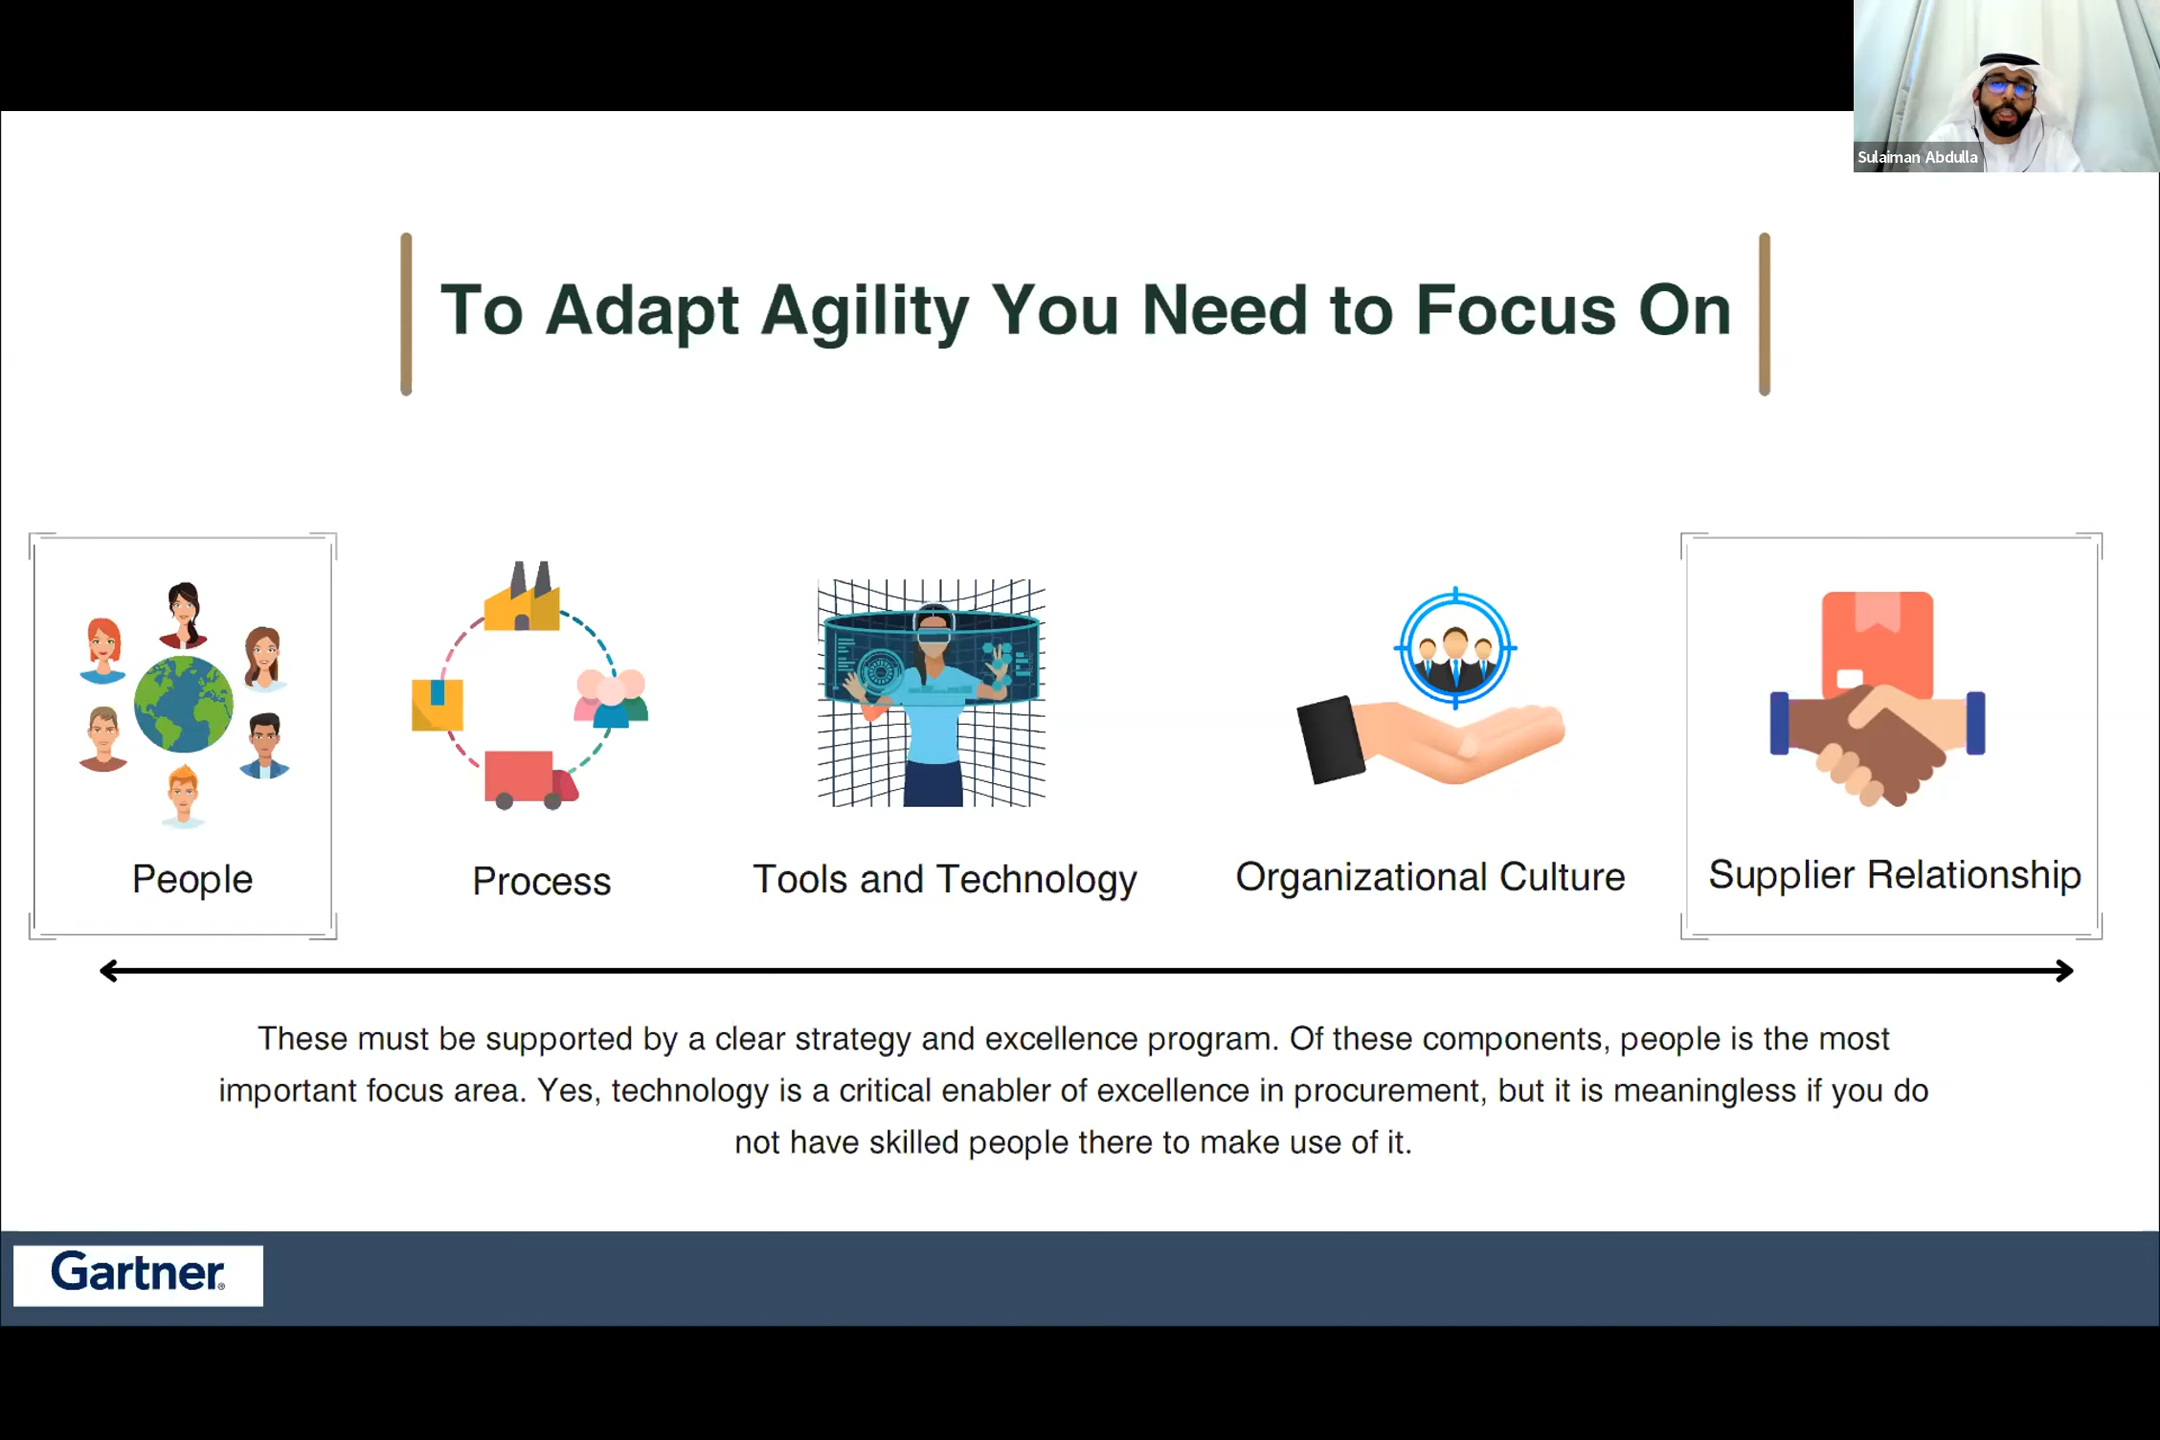 Sulaiman Abdulla
To Adapt Agility You Need to Focus On
People
Process
Tools and Technology
Organizational Culture
Supplier Relationship
These must be supported by a clear strategy and excellence program. Of these components, people is the most
important focus area. Yes, technology is a critical enabler of excellence in procurement, but it is meaningless if you do
not have skilled people there to make use of it.
Gartner®